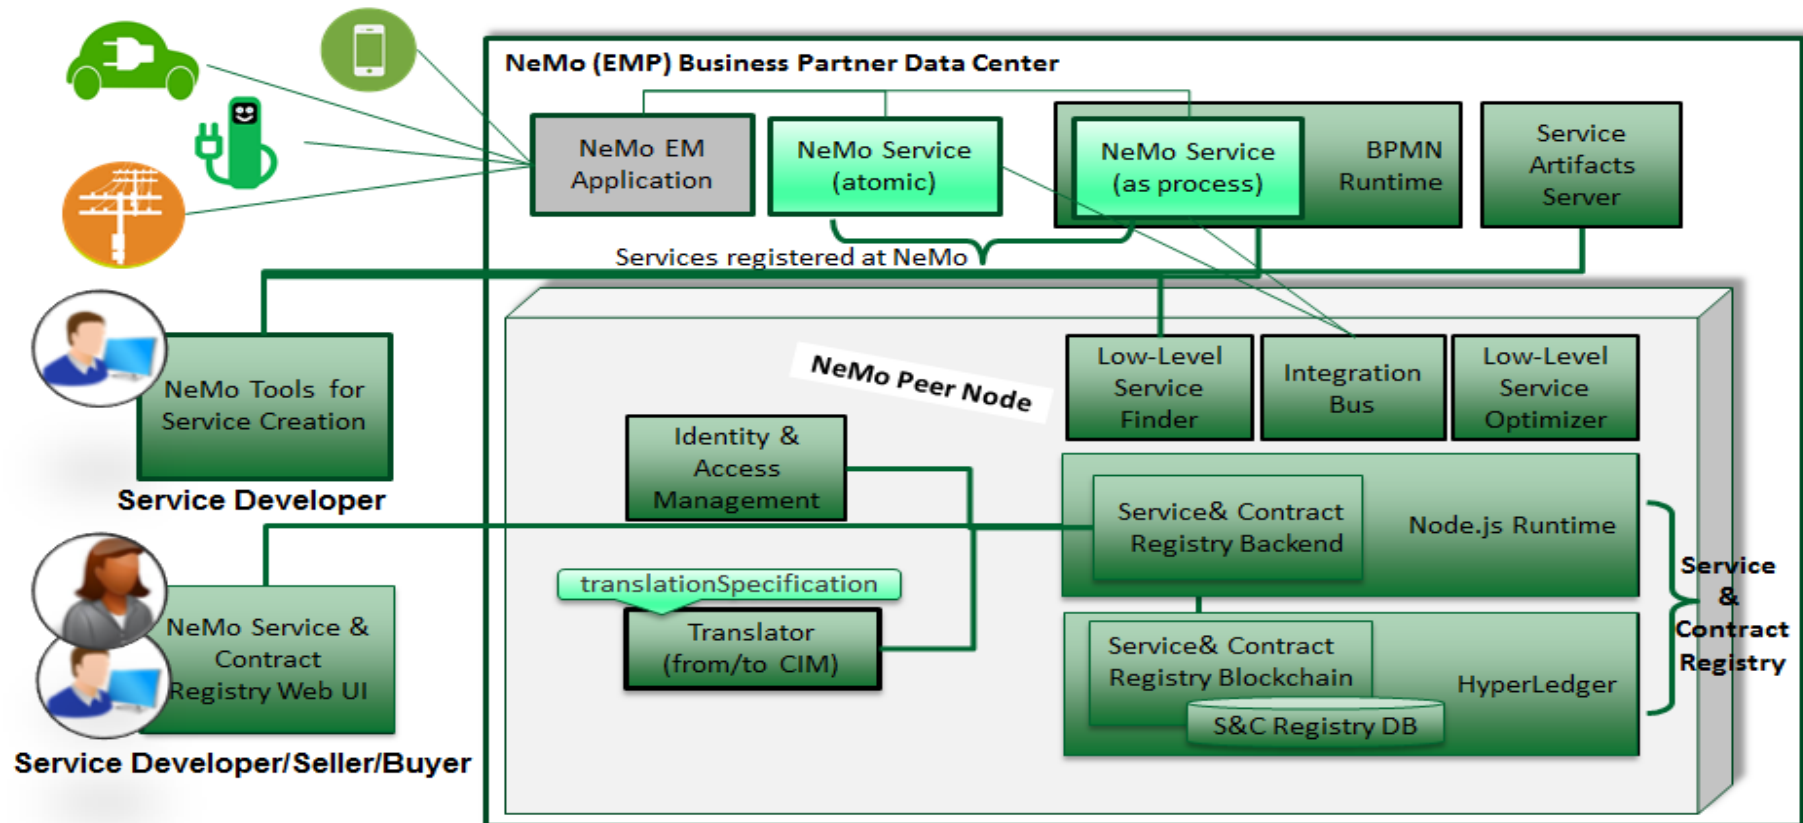 NeMo (EMP) Business Partner Data Center
NeMo EM
Application
NeMo Service
(atomic)
NeMo Service
(as process)
BPMN
Runtime
Service
Artifacts
Server
Services registered at NeMo
NeMo Tools for
Service Creation
Service Developer
NeMo Peer Node
Low-Level
Service
Finder
Integration
Bus
Low-Level
Service
Optimizer
Identity &
Access
Management
Service& Contract
Registry Backend
Node.js Runtime
translationSpecification
Translator
(from/to CIM)
Service& Contract
Registry Blockchain
S&C Registry DB
HyperLedger
Service
&
Contract
Registry
NeMo Service &
Contract
Registry Web UI
Service Developer/Seller/Buyer